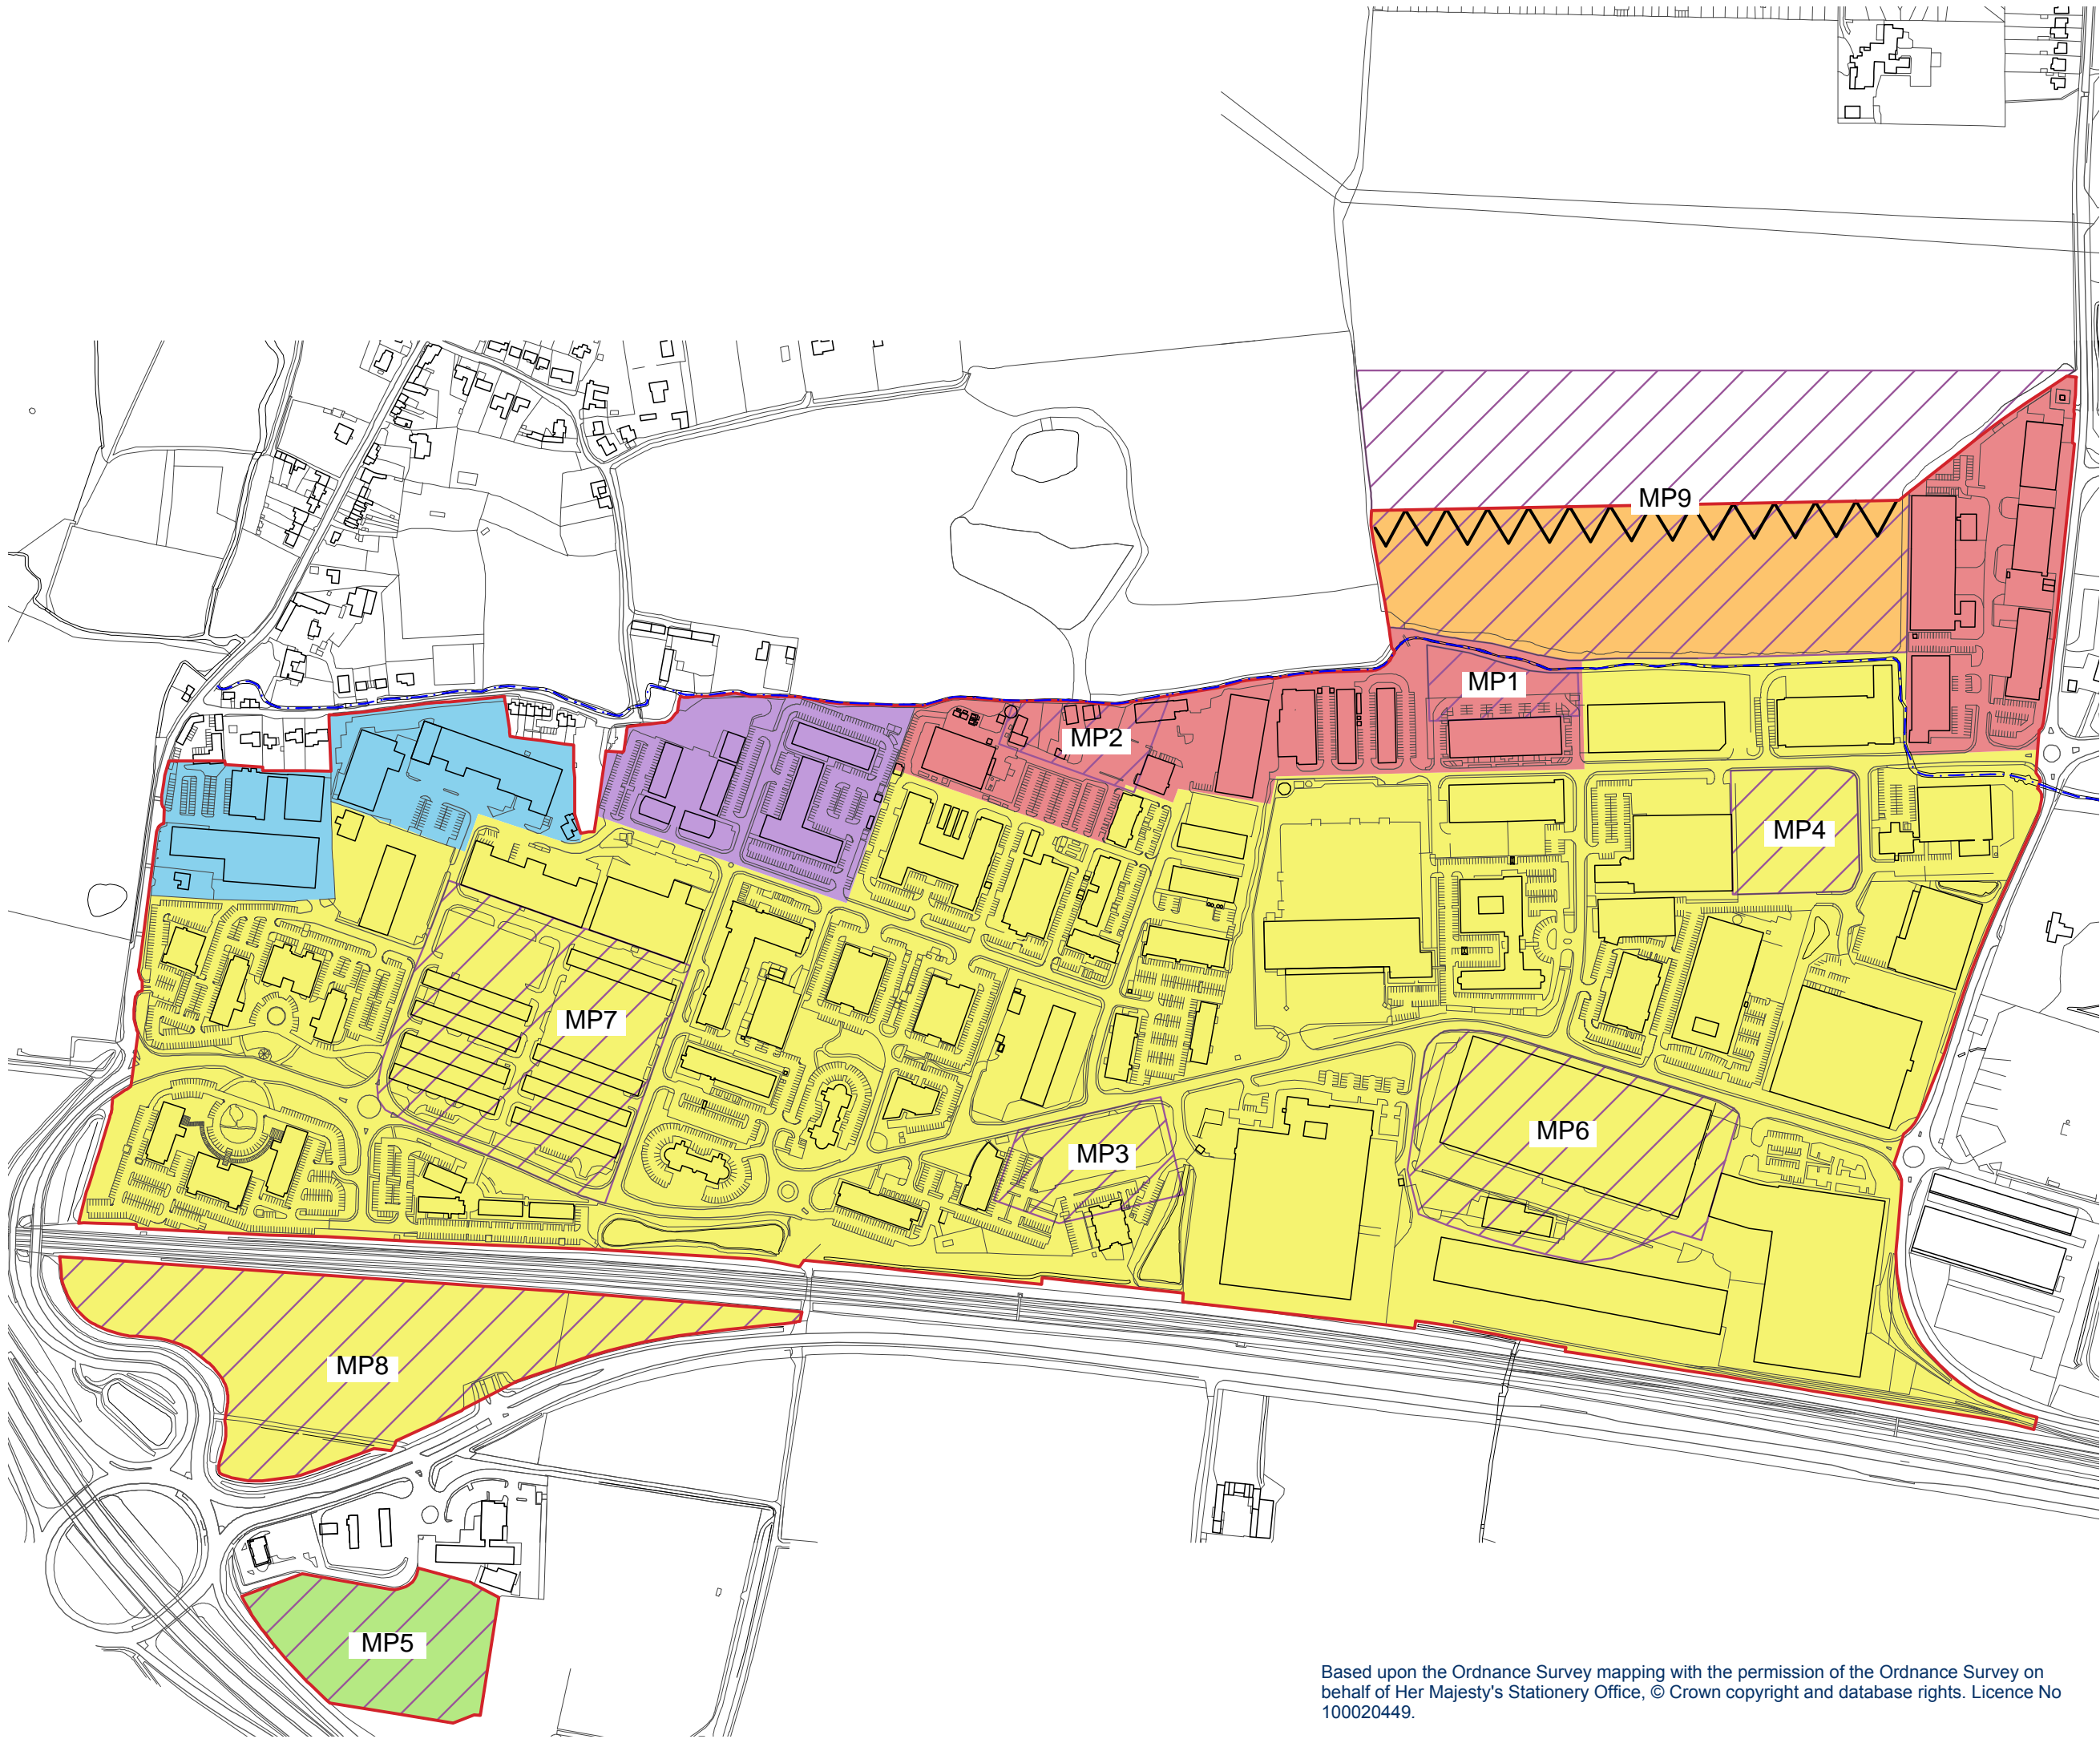 MP9
MP1
MP2
MP4
MP7
MP6
MP3
MP8
MP5
Based upon the Ordnance Survey mapping with the permission of the Ordnance Survey on
behalf of Her Majesty's Stationery Office, © Crown copyright and database rights. Licence No
100020449.